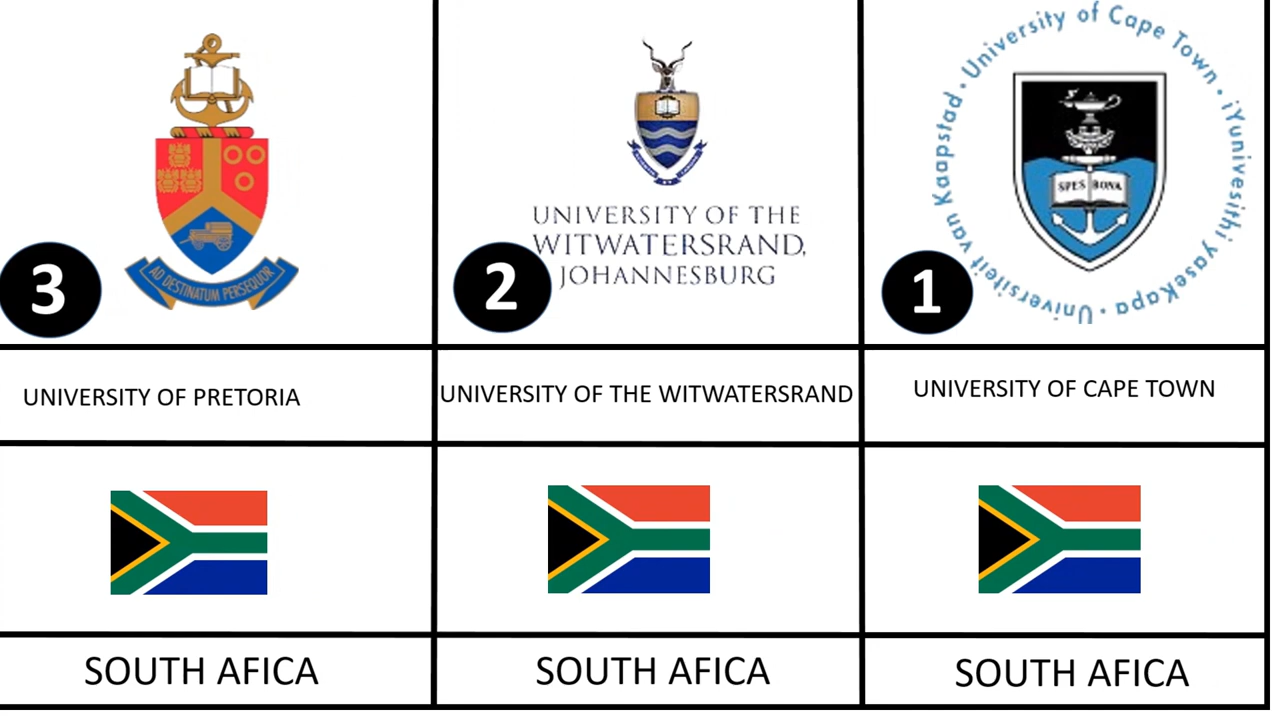 3
AD DESTINATUM PERSEQUOR
UNIVERSITY OF PRETORIA
SOUTH AFICA
2
UNIVERSITY OF THE
WITWATERSRAND,
JOHANNESBURG
UNIVERSITY OF THE WITWATERSRAND
SOUTH AFICA
1
University of Cape Town • iYunivesithi yaseKapa • Universiteit van Kaapstad •
SPES BONA
UNIVERSITY OF CAPE TOWN
SOUTH AFICA